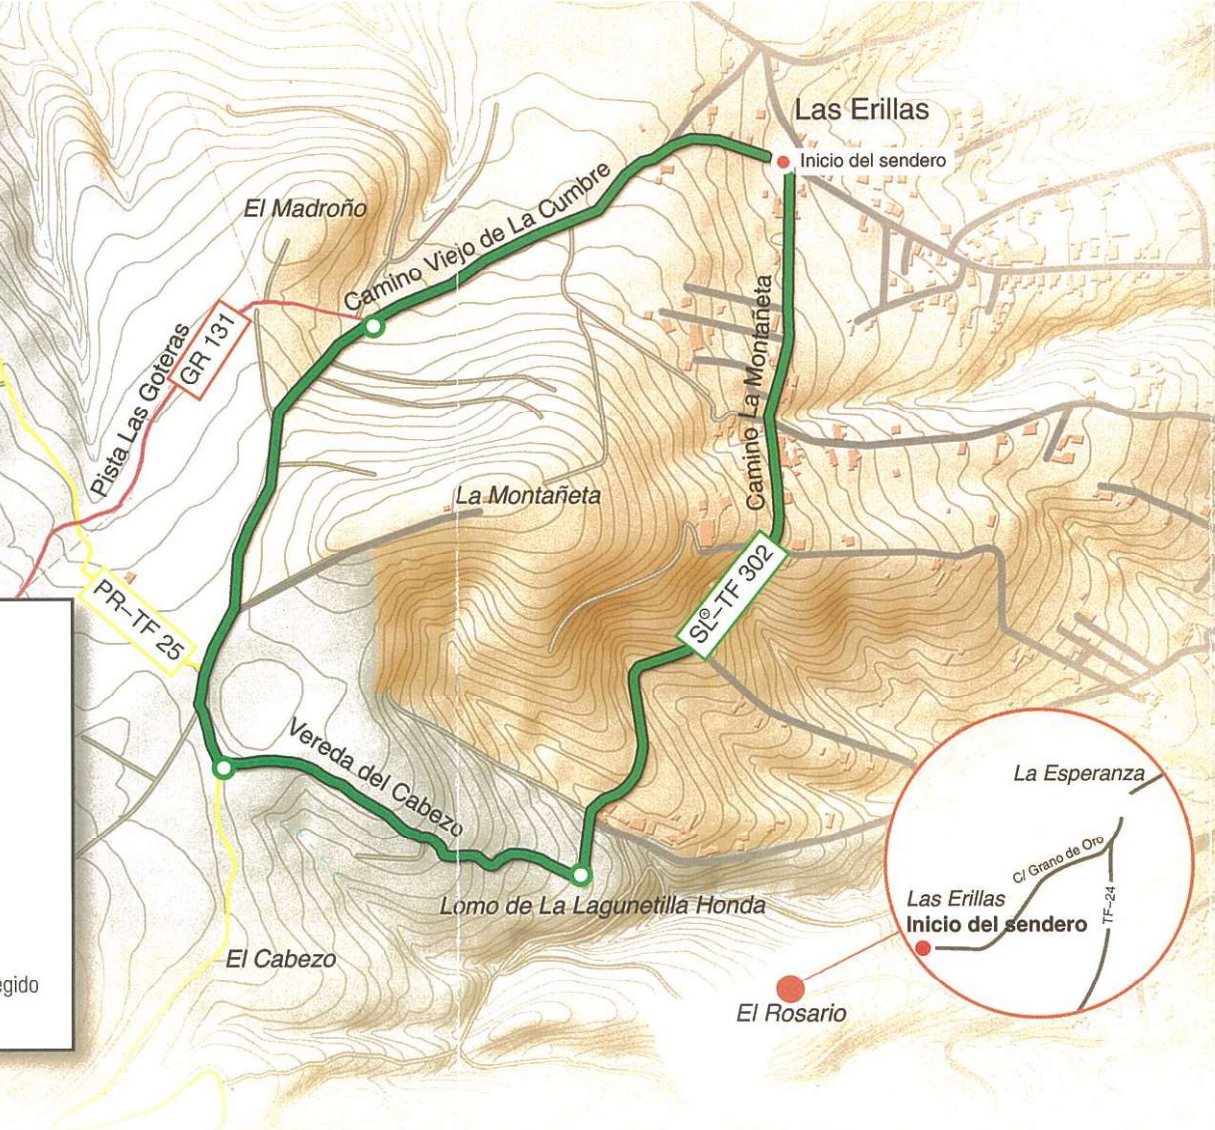 Las Erillas
Inicio del sendero
El Madroño
Camino Viejo de La Cumbre
Pista Las Goteras
GR 131
Camino La Montañeta
La Montañeta
SL®–TF 302
PR–TF 25
Vereda del Cabezo
Lomo de La Lagunetilla Honda
El Cabezo
egido
El Rosario
La Esperanza
C/ Grano de Oro
TF–24
Las Erillas
Inicio del sendero